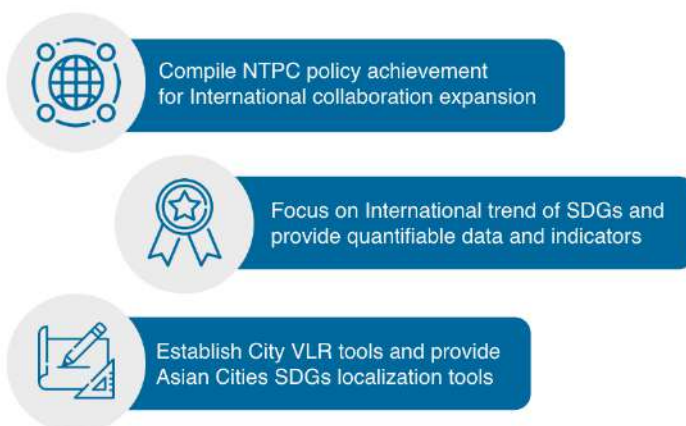 Compile NTPC policy achievement
for International collaboration expansion
Focus on International trend of SDGs and
provide quantifiable data and indicators
Establish City VLR tools and provide
Asian Cities SDGs localization tools